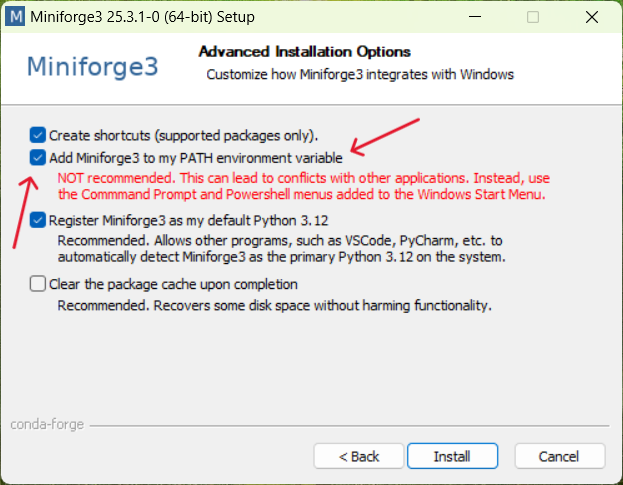 M Miniforge3 25.3.1-0 (64-bit) Setup
Miniforge3
Advanced Installation Options
Customize how Miniforge3 integrates with Windows
Create shortcuts (supported packages only).
Add Miniforge3 to my PATH environment variable
NOT recommended. This can lead to conflicts with other applications. Instead, use
the Commmand Prompt and Powershell menus added to the Windows Start Menu.
Register Miniforge3 as my default Python 3.12
Recommended. Allows other programs, such as VSCode, PyCharm, etc. to
automatically detect Miniforge3 as the primary Python 3.12 on the system.
Clear the package cache upon completion
Recommended. Recovers some disk space without harming functionality.
conda-forge
< Back
Install
Cancel